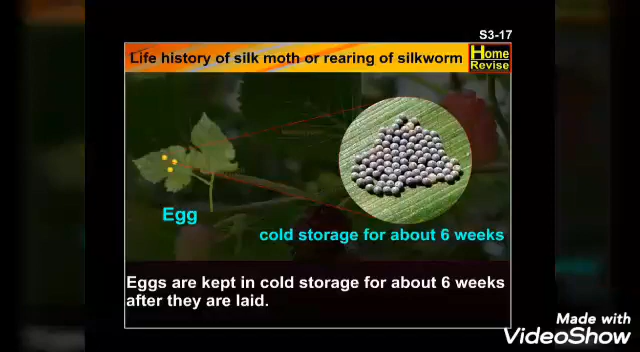 S3-17
Life history of silk moth or rearing of silkworm
Home
Revise
Egg
cold storage for about 6 weeks
Eggs are kept in cold storage for about 6 weeks
after they are laid.
Made with
VideoShow